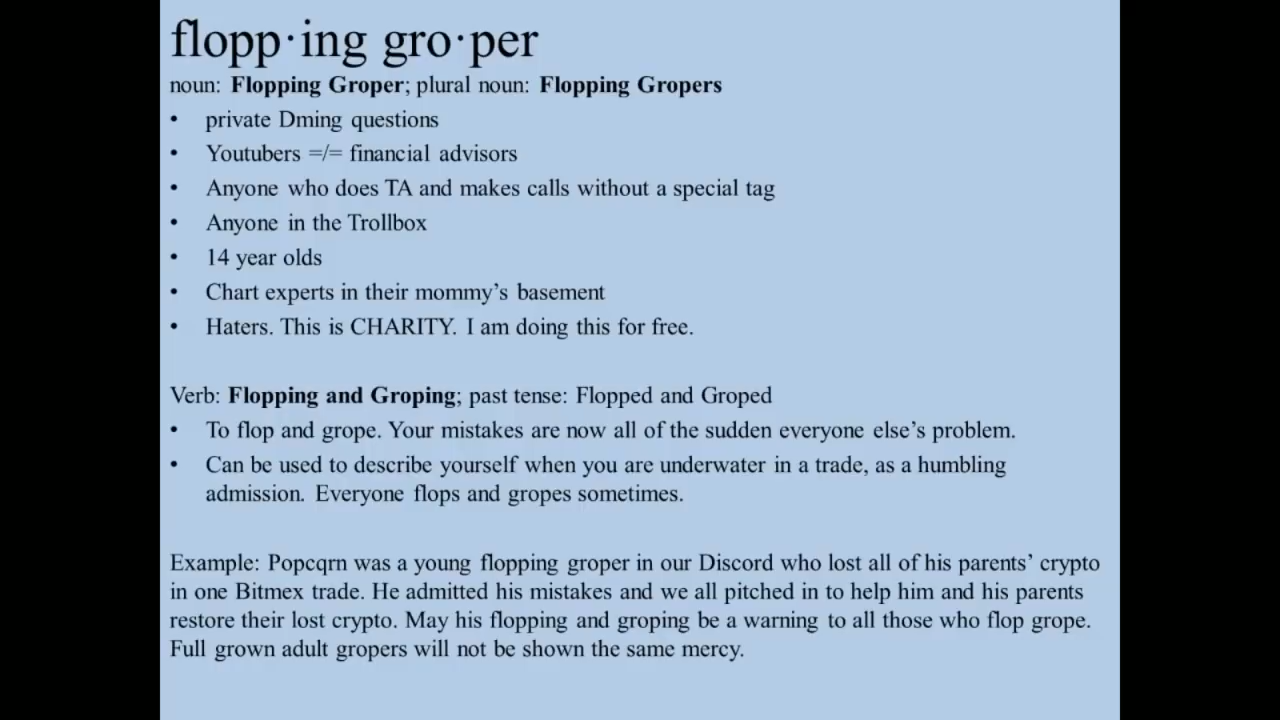 flopp·ing gro·per
noun: Flopping Groper; plural noun: Flopping Gropers
• private Dming questions
• Youtubers =/= financial advisors
• Anyone who does TA and makes calls without a special tag
• Anyone in the Trollbox
• 14 year olds
• Chart experts in their mommy’s basement
• Haters. This is CHARITY. I am doing this for free.
Verb: Flopping and Groping; past tense: Flopped and Groped
• To flop and grope. Your mistakes are now all of the sudden everyone else’s problem.
• Can be used to describe yourself when you are underwater in a trade, as a humbling
admission. Everyone flops and gropes sometimes.
Example: Popcqrn was a young flopping groper in our Discord who lost all of his parents’ crypto
in one Bitmex trade. He admitted his mistakes and we all pitched in to help him and his parents
restore their lost crypto. May his flopping and groping be a warning to all those who flop grope.
Full grown adult gropers will not be shown the same mercy.